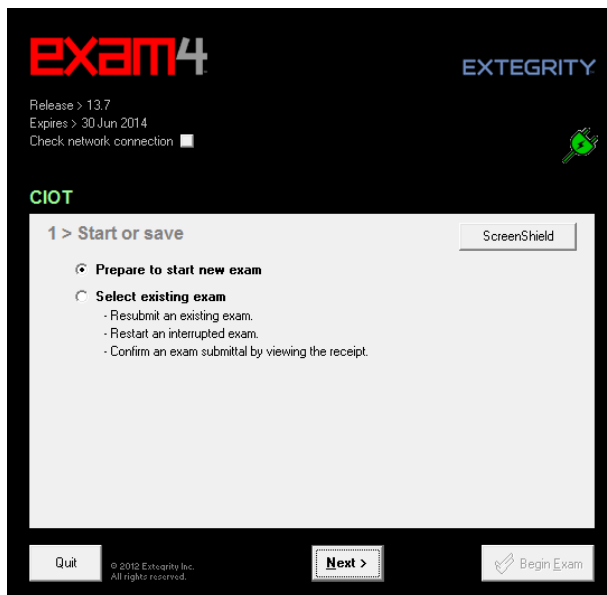 exam4
EXTEGRITY
Release > 13.7
Expires > 30 Jun 2014
Check network connection
CIOT
1 > Start or save
ScreenShield
Prepare to start new exam
Select existing exam
- Resubmit an existing exam.
- Restart an interrupted exam.
- Confirm an exam submittal by viewing the receipt.
Quit
© 2012 Extegrity Inc.
All rights reserved.
Next >
Begin Exam